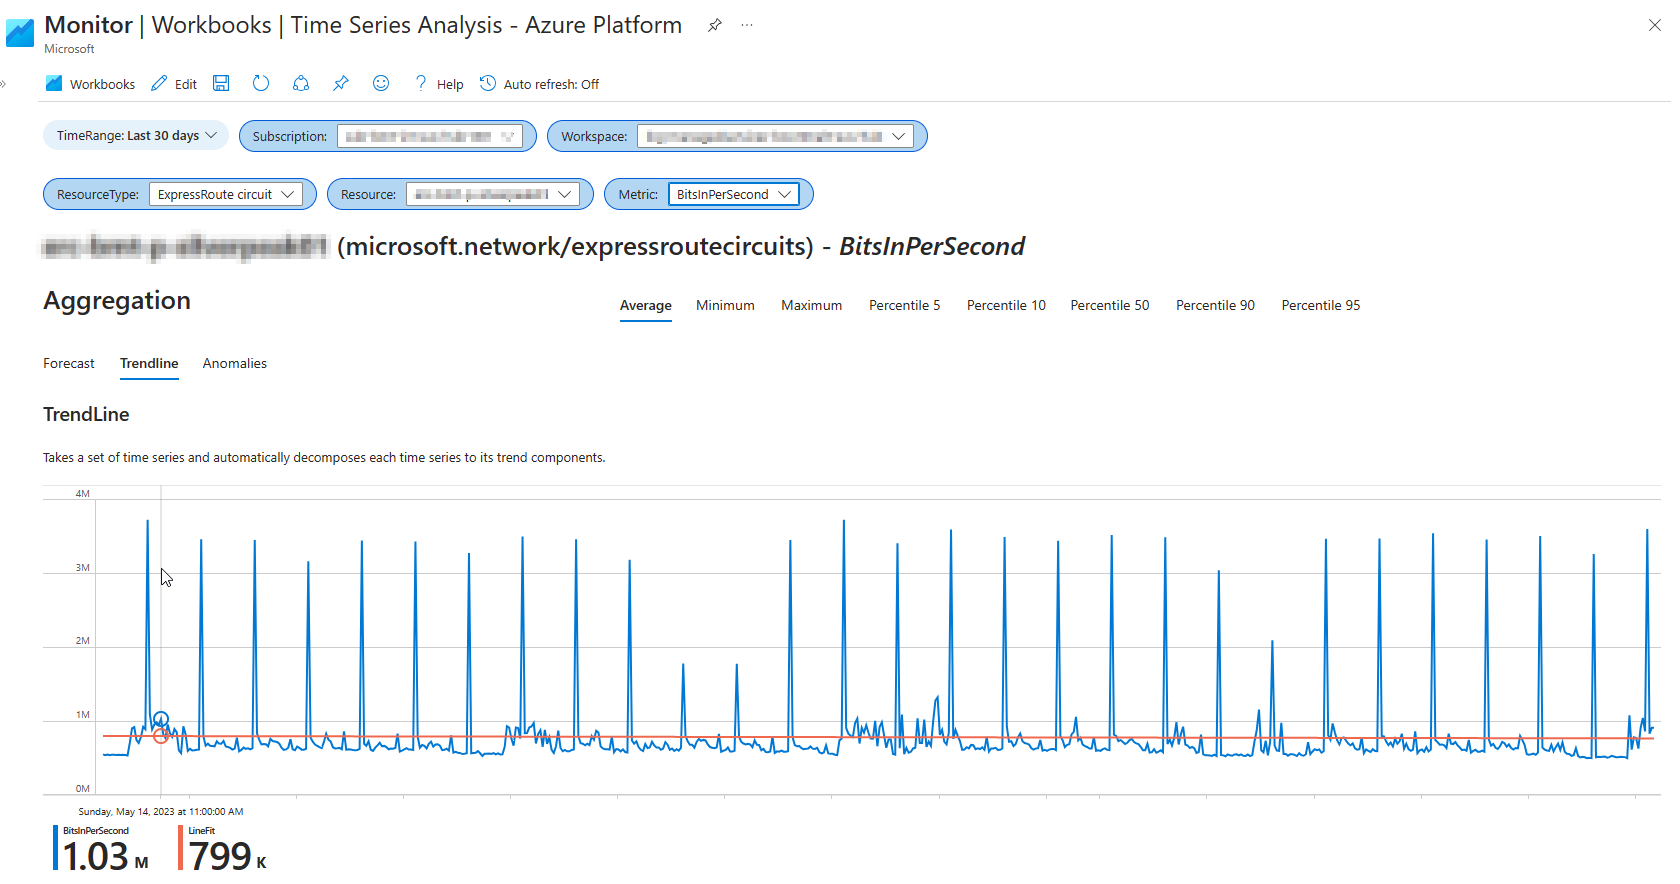 Monitor | Workbooks | Time Series Analysis - Azure Platform
Microsoft
Workbooks Edit Help Auto refresh: Off
TimeRange: Last 30 days Subscription: Workspace:
ResourceType: ExpressRoute circuit Resource: Metric: BitsInPerSecond
(microsoft.network/expressroutecircuits) - BitsInPerSecond
Aggregation
Average Minimum Maximum Percentile 5 Percentile 10 Percentile 50 Percentile 90 Percentile 95
Forecast Trendline Anomalies
TrendLine
Takes a set of time series and automatically decomposes each time series to its trend components.
4M
3M
2M
1M
0M
Sunday, May 14, 2023 at 11:00:00 AM
BitsInPerSecond LineFit
1.03 M 799 K